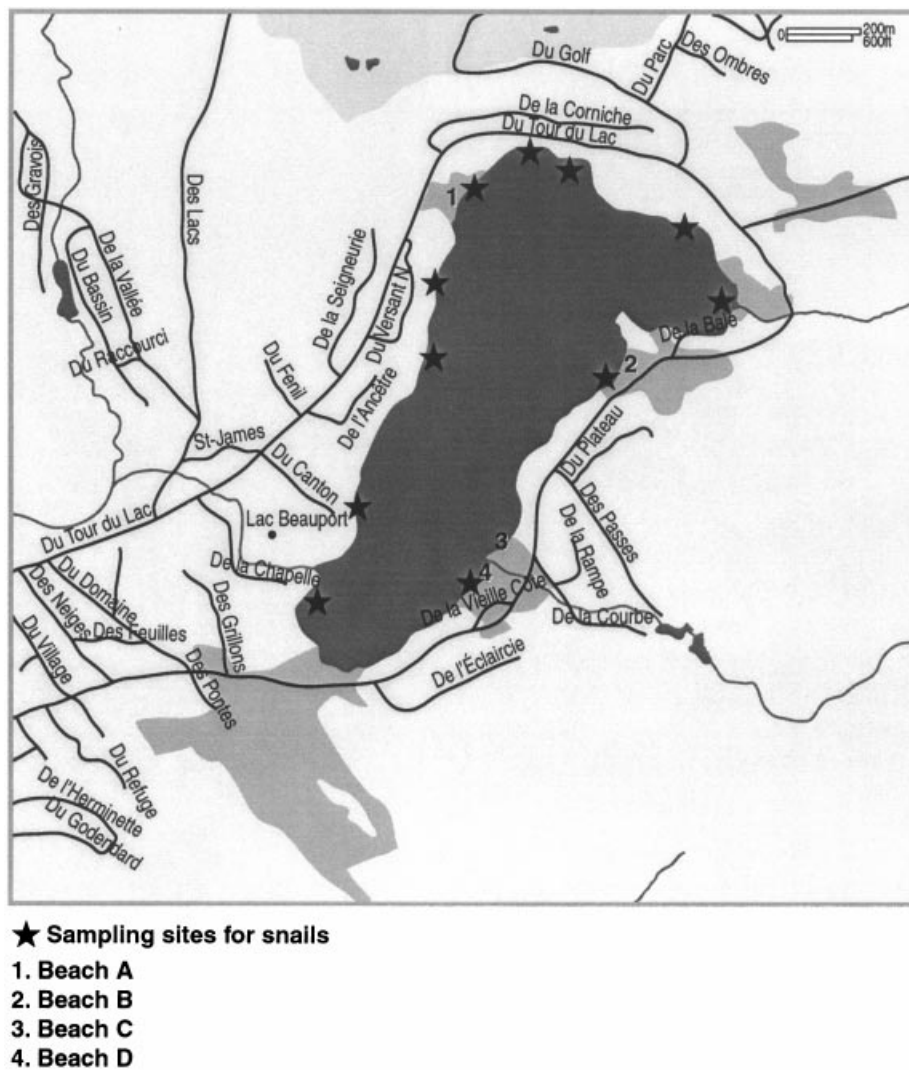 0 200m
600ft
Du Golf
Du Parc
Des Ombres
De la Corniche
Du Tour du Lac
Des Gravois
Des Lacs
1
De la Vallée
Du Bassin
De la Seigneurie
Du Versant N
De la Baie
Du Raccourci
Du Fenil
De l'Ancêtre
2
St-James
Du Canton
Du Plateau
Des Passes
Lac Beauport
Du Tour du Lac
3
De la Rampe
De la Chapelle
4
De la Vieille Côte
De la Courbe
Du Domaine
Des Neiges
Des Feuilles
Des Grillons
Du Village
Des Pontes
De l'Éclaircie
Du Refuge
De l'Herminette
Du Godendard
Sampling sites for snails
1. Beach A
2. Beach B
3. Beach C
4. Beach D